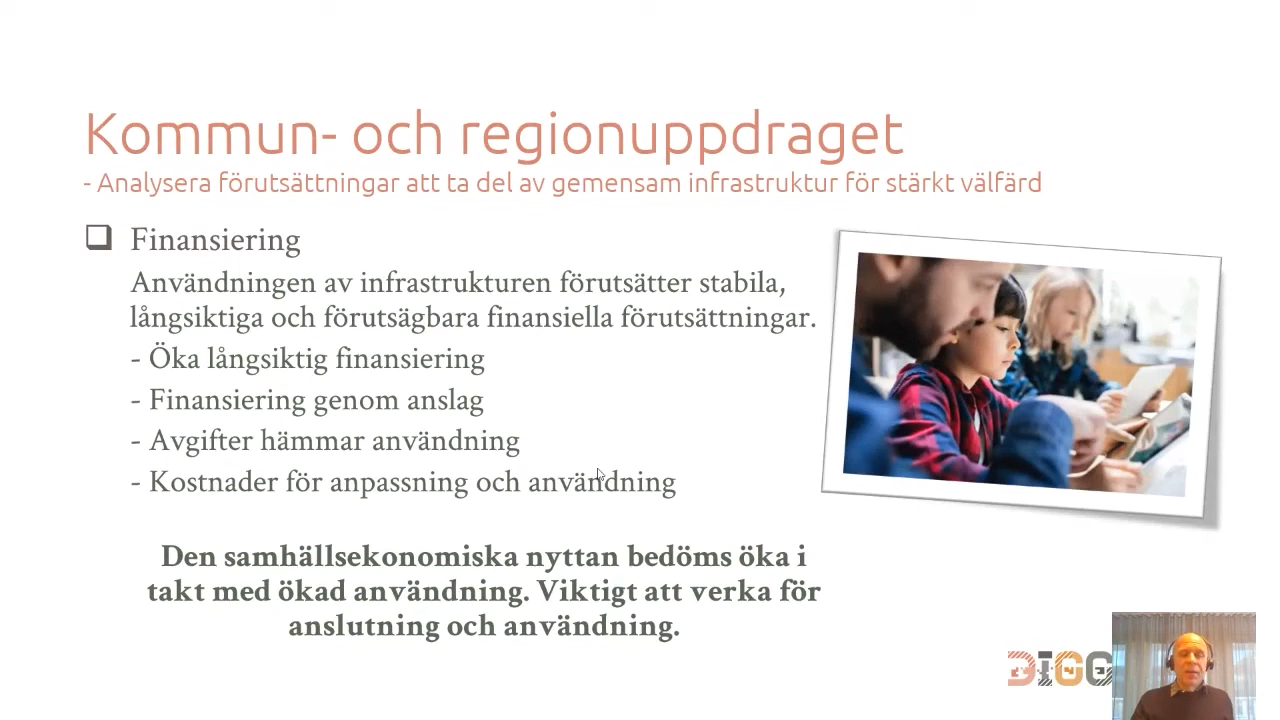 Kommun- och regionuppdraget
- Analysera förutsättningar att ta del av gemensam infrastruktur för stärkt välfärd
Finansiering
Användningen av infrastrukturen förutsätter stabila,
långsiktiga och förutsägbara finansiella förutsättningar.
- Öka långsiktig finansiering
- Finansiering genom anslag
- Avgifter hämmar användning
- Kostnader för anpassning och användning
Den samhällsekonomiska nyttan bedöms öka i
takt med ökad användning. Viktigt att verka för
anslutning och användning.